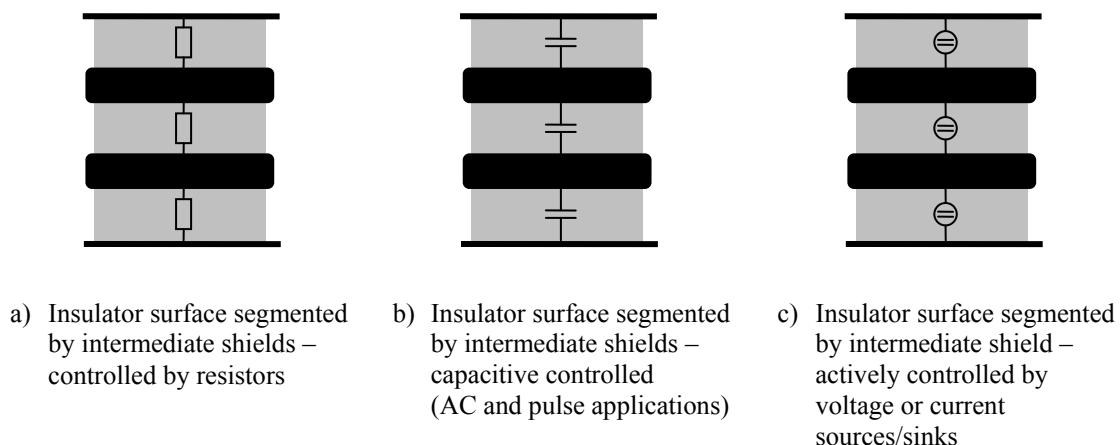 a) Insulator surface segmented
by intermediate shields –
controlled by resistors
b) Insulator surface segmented
by intermediate shields –
capacitive controlled
(AC and pulse applications)
c) Insulator surface segmented
by intermediate shield –
actively controlled by
voltage or current
sources/sinks